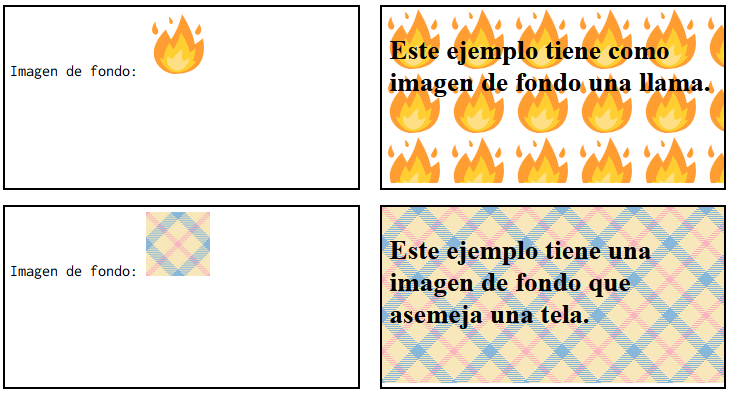 Imagen de fondo:
Este ejemplo tiene como
imagen de fondo una llama.
Imagen de fondo:
Este ejemplo tiene una
imagen de fondo que
asemeja una tela.